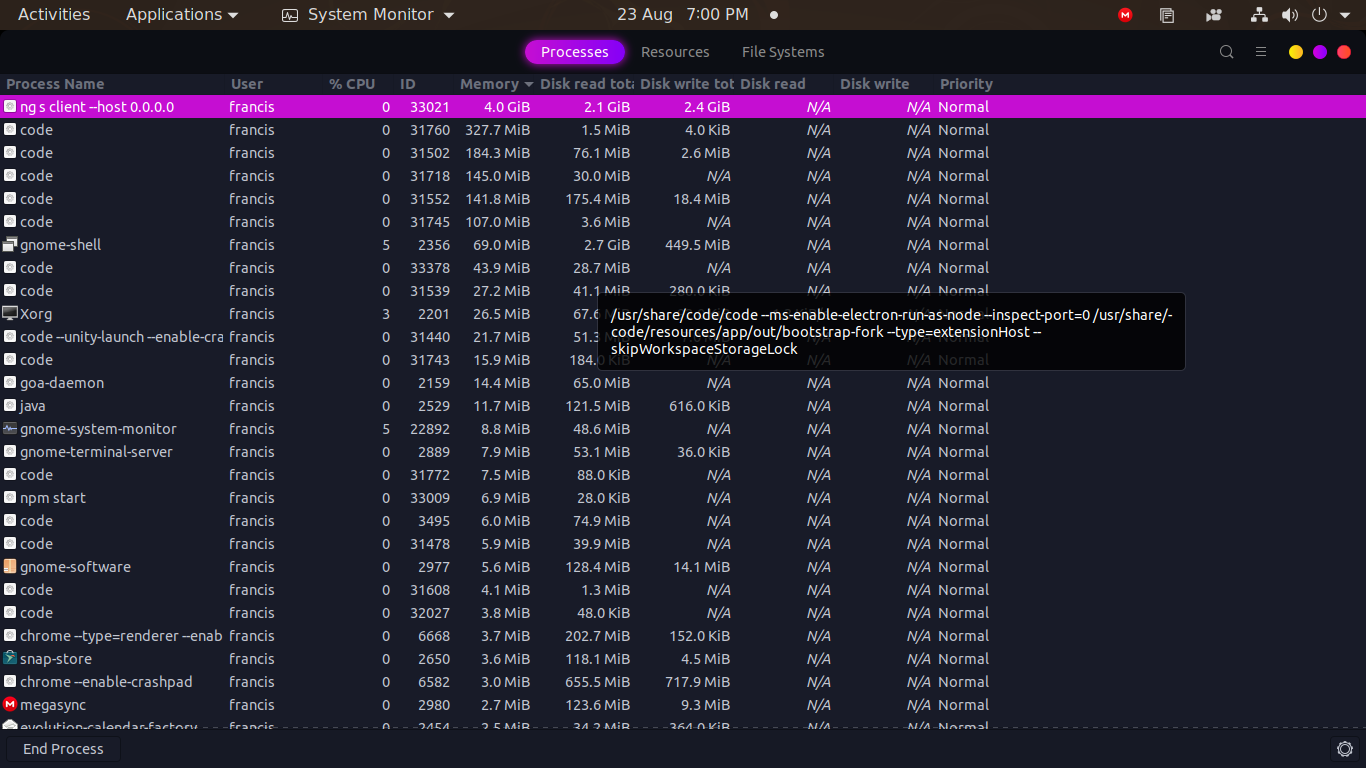 Activities Applications System Monitor 23 Aug 7:00 PM
Processes Resources File Systems
Process Name User % CPU ID Memory Disk read tota Disk write tot Disk read Disk write Priority
ng s client --host 0.0.0.0 francis 0 33021 4.0 GiB 2.1 GiB 2.4 GiB N/A N/A Normal
code francis 0 31760 327.7 MiB 1.5 MiB 4.0 KiB N/A N/A Normal
code francis 0 31502 184.3 MiB 76.1 MiB 2.6 MiB N/A N/A Normal
code francis 0 31718 145.0 MiB 30.0 MiB N/A N/A N/A Normal
code francis 0 31552 141.8 MiB 175.4 MiB 18.4 MiB N/A N/A Normal
code francis 0 31745 107.0 MiB 3.6 MiB N/A N/A N/A Normal
gnome-shell francis 5 2356 69.0 MiB 2.7 GiB 449.5 MiB N/A N/A Normal
code francis 0 33378 43.9 MiB 28.7 MiB N/A N/A N/A Normal
code francis 0 31539 27.2 MiB 41.1 MiB 280.0 KiB N/A N/A Normal
Xorg francis 3 2201 26.5 MiB 67.6 Normal
code --unity-launch --enable-cra francis 0 31440 21.7 MiB 51.3 Normal
code francis 0 31743 15.9 MiB 184.0 Normal
/usr/share/code/code --ms-enable-electron-run-as-node --inspect-port=0 /usr/share/-
code/resources/app/out/bootstrap-fork --type=extensionHost --
skipWorkspaceStorageLock
goa-daemon francis 0 2159 14.4 MiB 65.0 MiB N/A N/A N/A Normal
java francis 0 2529 11.7 MiB 121.5 MiB 616.0 KiB N/A N/A Normal
gnome-system-monitor francis 5 22892 8.8 MiB 48.6 MiB N/A N/A N/A Normal
gnome-terminal-server francis 0 2889 7.9 MiB 53.1 MiB 36.0 KiB N/A N/A Normal
code francis 0 31772 7.5 MiB 88.0 KiB N/A N/A N/A Normal
npm start francis 0 33009 6.9 MiB 28.0 KiB N/A N/A N/A Normal
code francis 0 3495 6.0 MiB 74.9 MiB N/A N/A N/A Normal
code francis 0 31478 5.9 MiB 39.9 MiB N/A N/A N/A Normal
gnome-software francis 0 2977 5.6 MiB 128.4 MiB 14.1 MiB N/A N/A Normal
code francis 0 31608 4.1 MiB 1.3 MiB N/A N/A N/A Normal
code francis 0 32027 3.8 MiB 48.0 KiB N/A N/A N/A Normal
chrome --type=renderer --enab francis 0 6668 3.7 MiB 202.7 MiB 152.0 KiB N/A N/A Normal
snap-store francis 0 2650 3.6 MiB 118.1 MiB 4.5 MiB N/A N/A Normal
chrome --enable-crashpad francis 0 6582 3.0 MiB 655.5 MiB 717.9 MiB N/A N/A Normal
megasync francis 0 2980 2.7 MiB 123.6 MiB 9.3 MiB N/A N/A Normal
evolution-calendar-factory francis 0 2454 2.5 MiB 34.2 MiB 364.0 KiB N/A N/A Normal
End Process